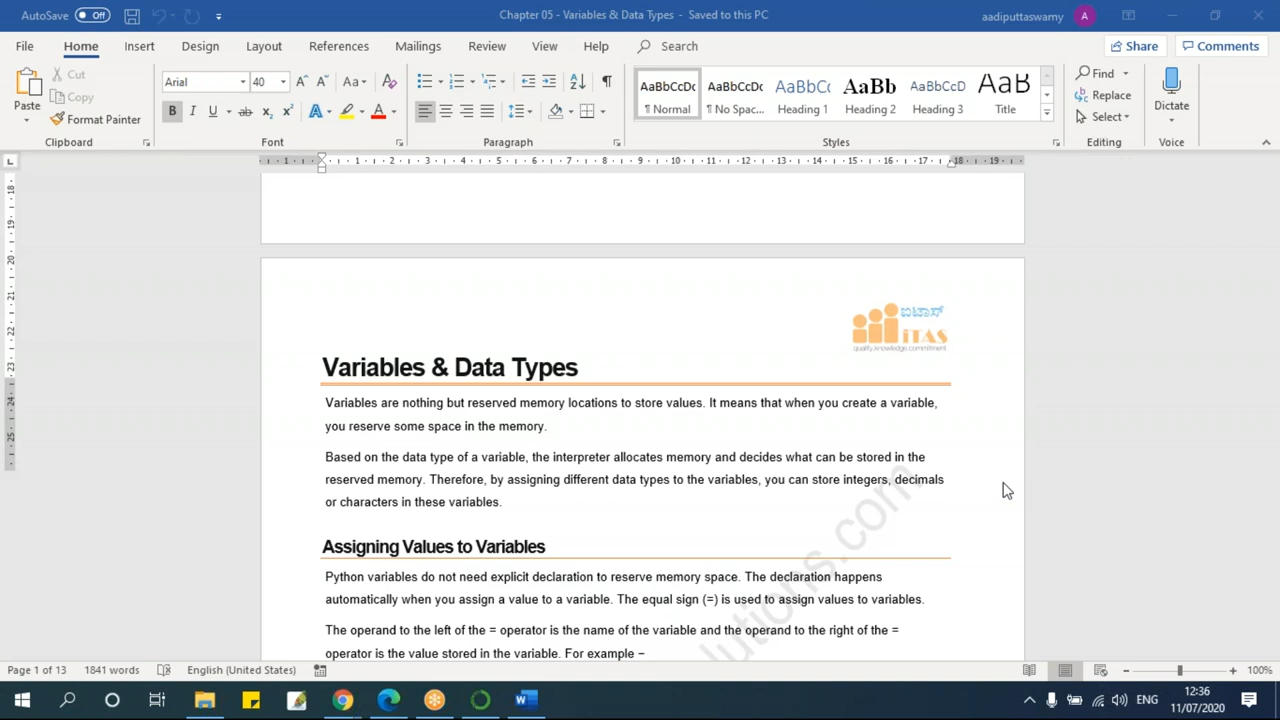 AutoSave Off Chapter 05 - Variables & Data Types - Saved to this PC aadiputtaswamy A
File Home Insert Design Layout References Mailings Review View Help Search Share Comments
Paste Cut Copy Format Painter
Arial 40
AaBbCcDc ¶ Normal AaBbCcDc ¶ No Spac... AaBbCc Heading 1 AaBb Heading 2 AaBbCcD Heading 3 AaB Title
Find Replace Select
Dictate
Clipboard Font Paragraph Styles Editing Voice
ಐಟಾಸ್
iTAS
quality.knowledge.commitment
Variables & Data Types
Variables are nothing but reserved memory locations to store values. It means that when you create a variable,
you reserve some space in the memory.
Based on the data type of a variable, the interpreter allocates memory and decides what can be stored in the
reserved memory. Therefore, by assigning different data types to the variables, you can store integers, decimals
or characters in these variables.
Assigning Values to Variables
Python variables do not need explicit declaration to reserve memory space. The declaration happens
automatically when you assign a value to a variable. The equal sign (=) is used to assign values to variables.
The operand to the left of the = operator is the name of the variable and the operand to the right of the =
operator is the value stored in the variable. For example −
lutions.com
Page 1 of 13 1841 words English (United States) 100%
ENG 12:36
11/07/2020